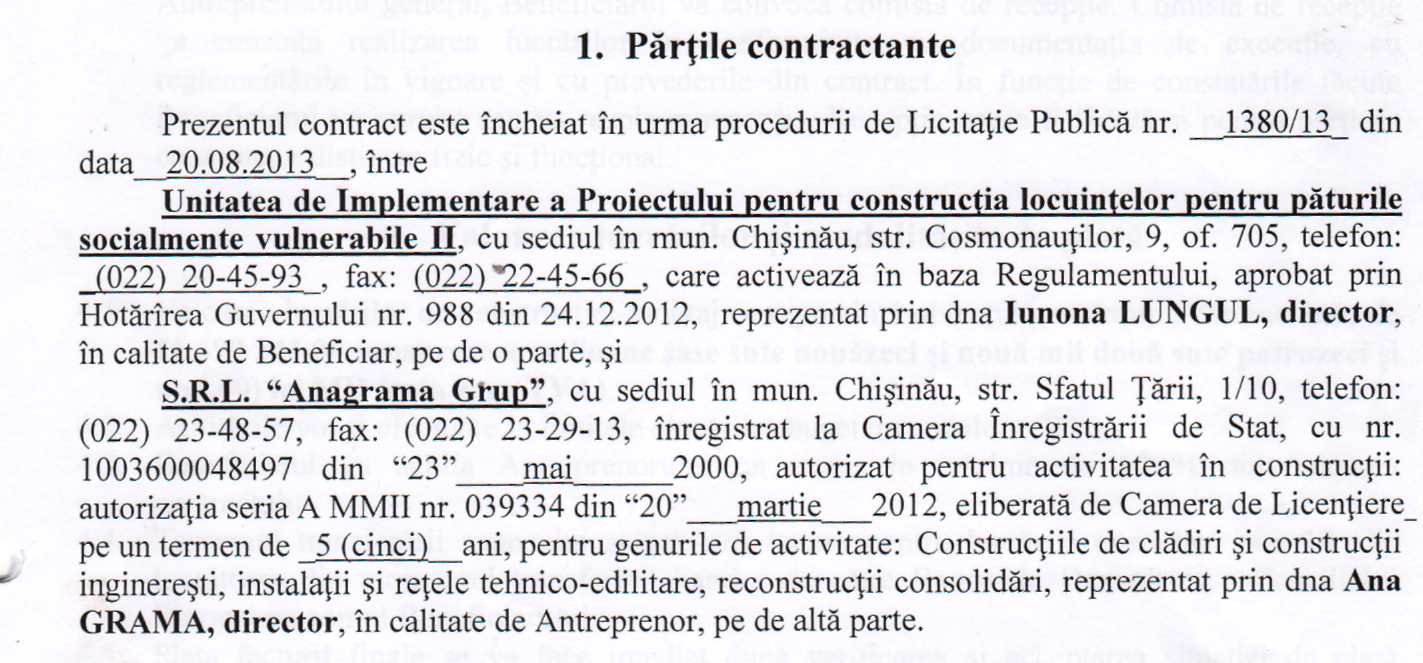 1. Părţile contractante
Prezentul contract este încheiat în urma procedurii de Licitaţie Publică nr. __1380/13_ din
data__20.08.2013__, între
Unitatea de Implementare a Proiectului pentru construcţia locuinţelor pentru păturile
socialmente vulnerabile II, cu sediul în mun. Chişinău, str. Cosmonauţilor, 9, of. 705, telefon:
_(022) 20-45-93_, fax: (022) 22-45-66_, care activează în baza Regulamentului, aprobat prin
Hotărîrea Guvernului nr. 988 din 24.12.2012, reprezentat prin dna Iunona LUNGUL, director,
în calitate de Beneficiar, pe de o parte, şi
S.R.L. “Anagrama Grup”, cu sediul în mun. Chişinău, str. Sfatul Ţării, 1/10, telefon:
(022) 23-48-57, fax: (022) 23-29-13, înregistrat la Camera Înregistrării de Stat, cu nr.
1003600048497 din “23”____mai______2000, autorizat pentru activitatea în construcţii:
autorizaţia seria A MMII nr. 039334 din “20” ___martie___2012, eliberată de Camera de Licenţiere_
pe un termen de _5 (cinci)__ ani, pentru genurile de activitate: Construcţiile de clădiri şi construcţii
inginereşti, instalaţii şi reţele tehnico-edilitare, reconstrucţii consolidări, reprezentat prin dna Ana
GRAMA, director, în calitate de Antreprenor, pe de altă parte.